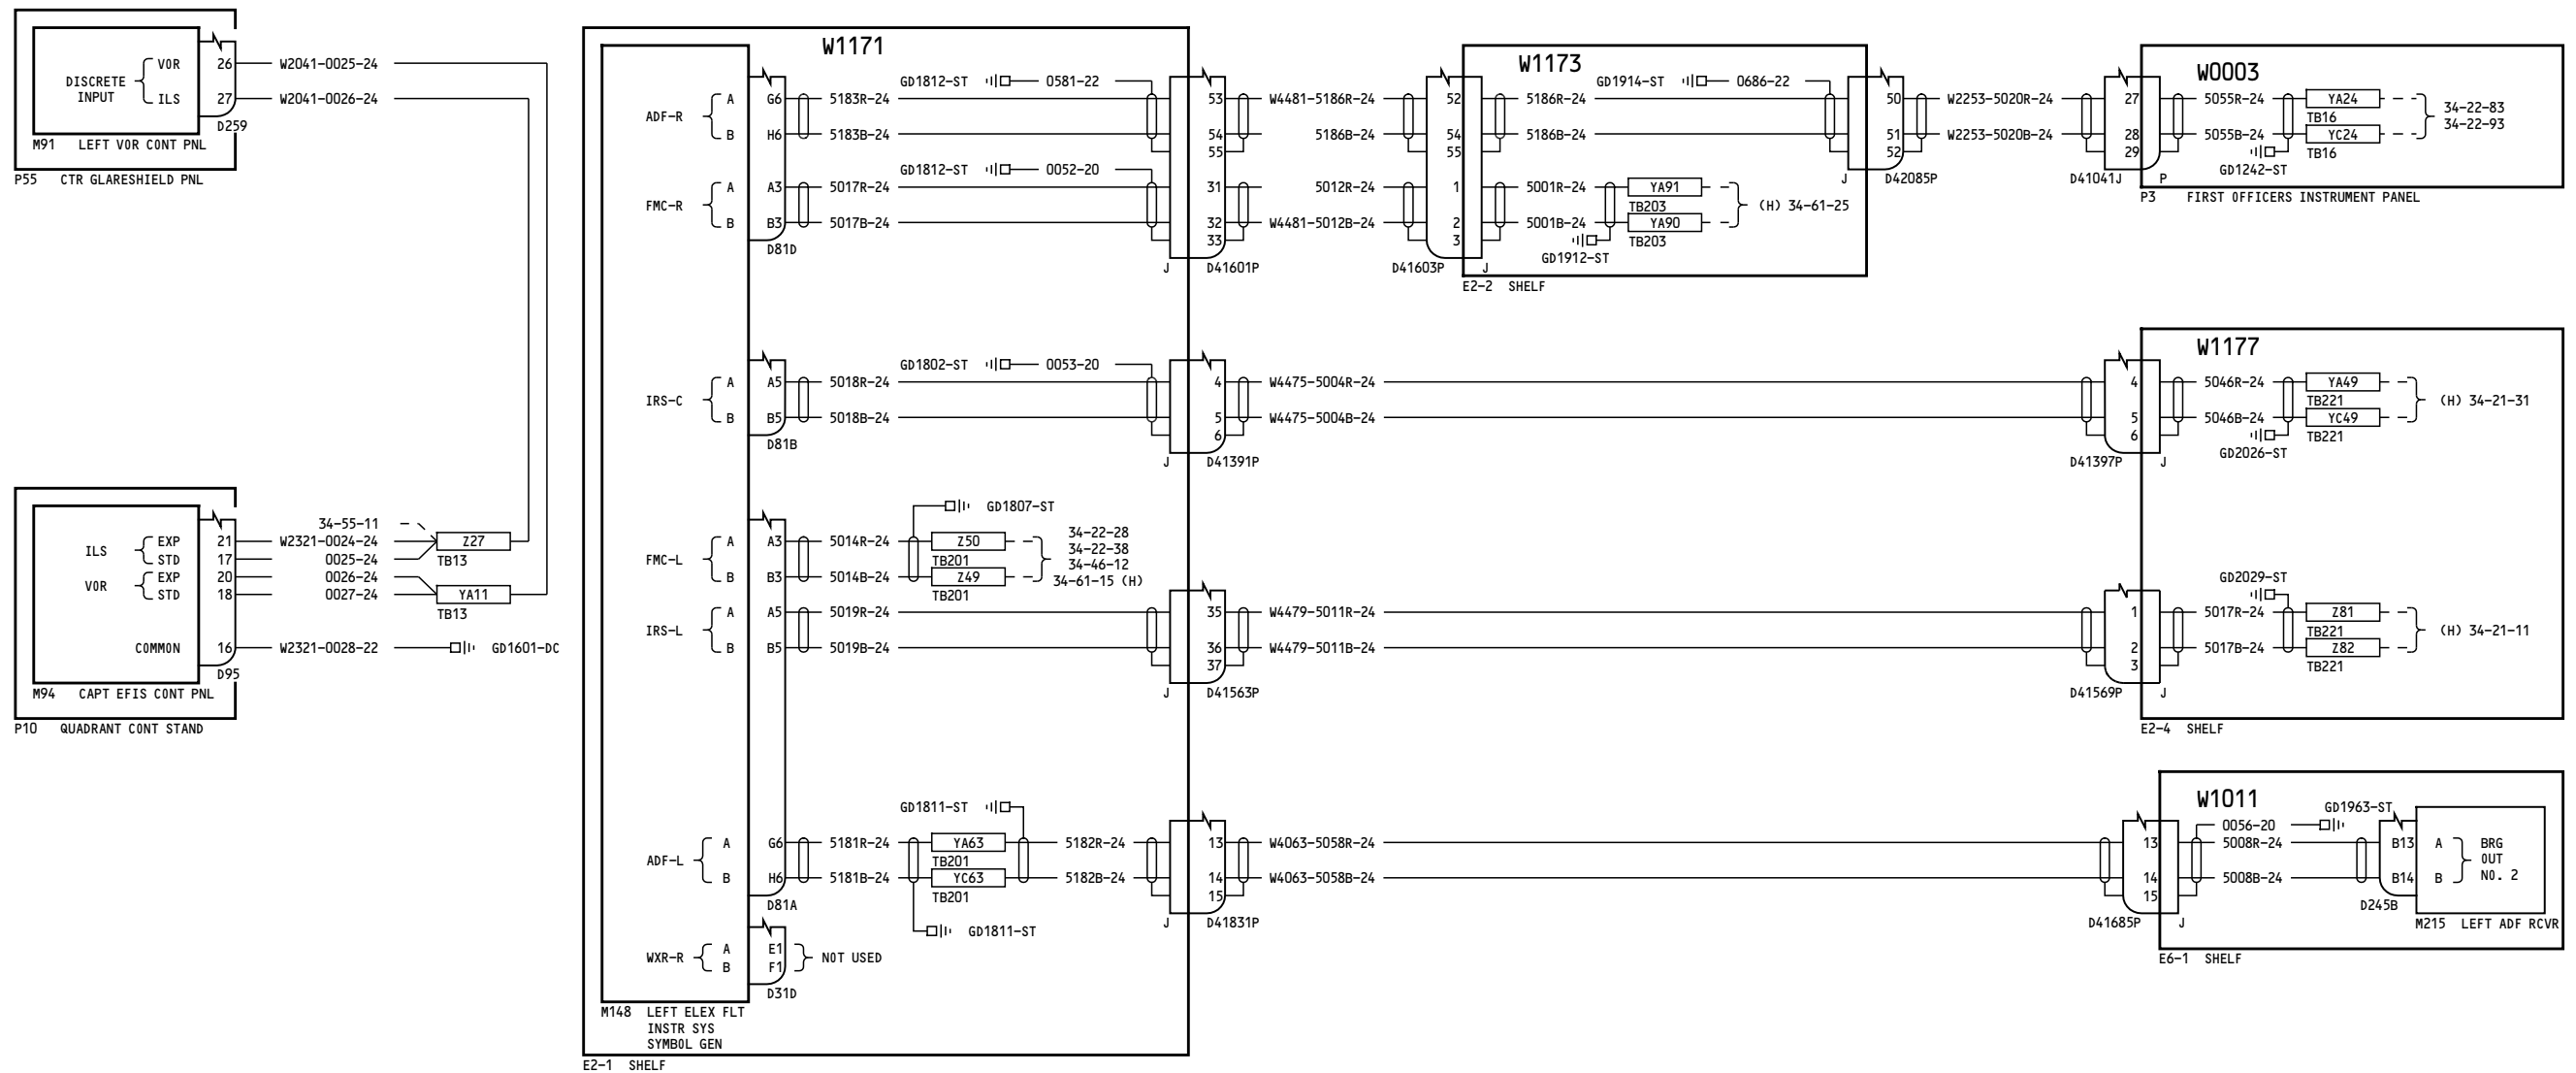 VOR
DISCRETE
INPUT
ILS
26
27
D259
M91 LEFT VOR CONT PNL
P55 CTR GLARESHIELD PNL
W2041-0025-24
W2041-0026-24
34-55-11
ILS
EXP
STD
VOR
EXP
STD
COMMON
21
17
20
18
16
D95
M94 CAPT EFIS CONT PNL
P10 QUADRANT CONT STAND
W2321-0024-24
0025-24
0026-24
0027-24
W2321-0028-22
Z27
TB13
YA11
TB13
GD1601-DC
W1171
ADF-R
A
B
G6
H6
5183R-24
5183B-24
GD1812-ST
0581-22
FMC-R
A
B
A3
B3
D81D
5017R-24
5017B-24
GD1812-ST
0052-20
53
54
55
31
32
33
J D41601P
W4481-5186R-24
5186B-24
5012R-24
W4481-5012B-24
52
54
55
1
2
3
D41603P J
W1173
GD1914-ST
0686-22
5186R-24
5186B-24
5001R-24
5001B-24
YA91
TB203
YA90
TB203
GD1912-ST
(H) 34-61-25
E2-2 SHELF
50
51
52
J D42085P
W2253-5020R-24
W2253-5020B-24
27
28
29
D41041J P
W0003
5055R-24
5055B-24
YA24
TB16
YC24
TB16
GD1242-ST
34-22-83
34-22-93
P3 FIRST OFFICERS INSTRUMENT PANEL
IRS-C
A
B
A5
B5
D81B
5018R-24
5018B-24
GD1802-ST
0053-20
4
5
6
J D41391P
W4475-5004R-24
W4475-5004B-24
4
5
6
D41397P J
W1177
5046R-24
5046B-24
YA49
TB221
YC49
TB221
GD2026-ST
(H) 34-21-31
FMC-L
A
B
A3
B3
5014R-24
5014B-24
GD1807-ST
Z50
TB201
Z49
TB201
34-22-28
34-22-38
34-46-12
34-61-15 (H)
IRS-L
A
B
A5
B5
5019R-24
5019B-24
35
36
37
J D41563P
W4479-5011R-24
W4479-5011B-24
1
2
3
D41569P J
GD2029-ST
5017R-24
5017B-24
Z81
TB221
Z82
TB221
(H) 34-21-11
E2-4 SHELF
ADF-L
A
B
G6
H6
D81A
5181R-24
5181B-24
GD1811-ST
YA63
TB201
YC63
TB201
GD1811-ST
5182R-24
5182B-24
13
14
15
J D41831P
W4063-5058R-24
W4063-5058B-24
13
14
15
D41685P J
W1011
GD1963-ST
0056-20
5008R-24
5008B-24
B13
B14
D245B
A
B
BRG
OUT
NO. 2
M215 LEFT ADF RCVR
E6-1 SHELF
WXR-R
A
B
E1
F1
NOT USED
D31D
M148 LEFT ELEX FLT
INSTR SYS
SYMBOL GEN
E2-1 SHELF